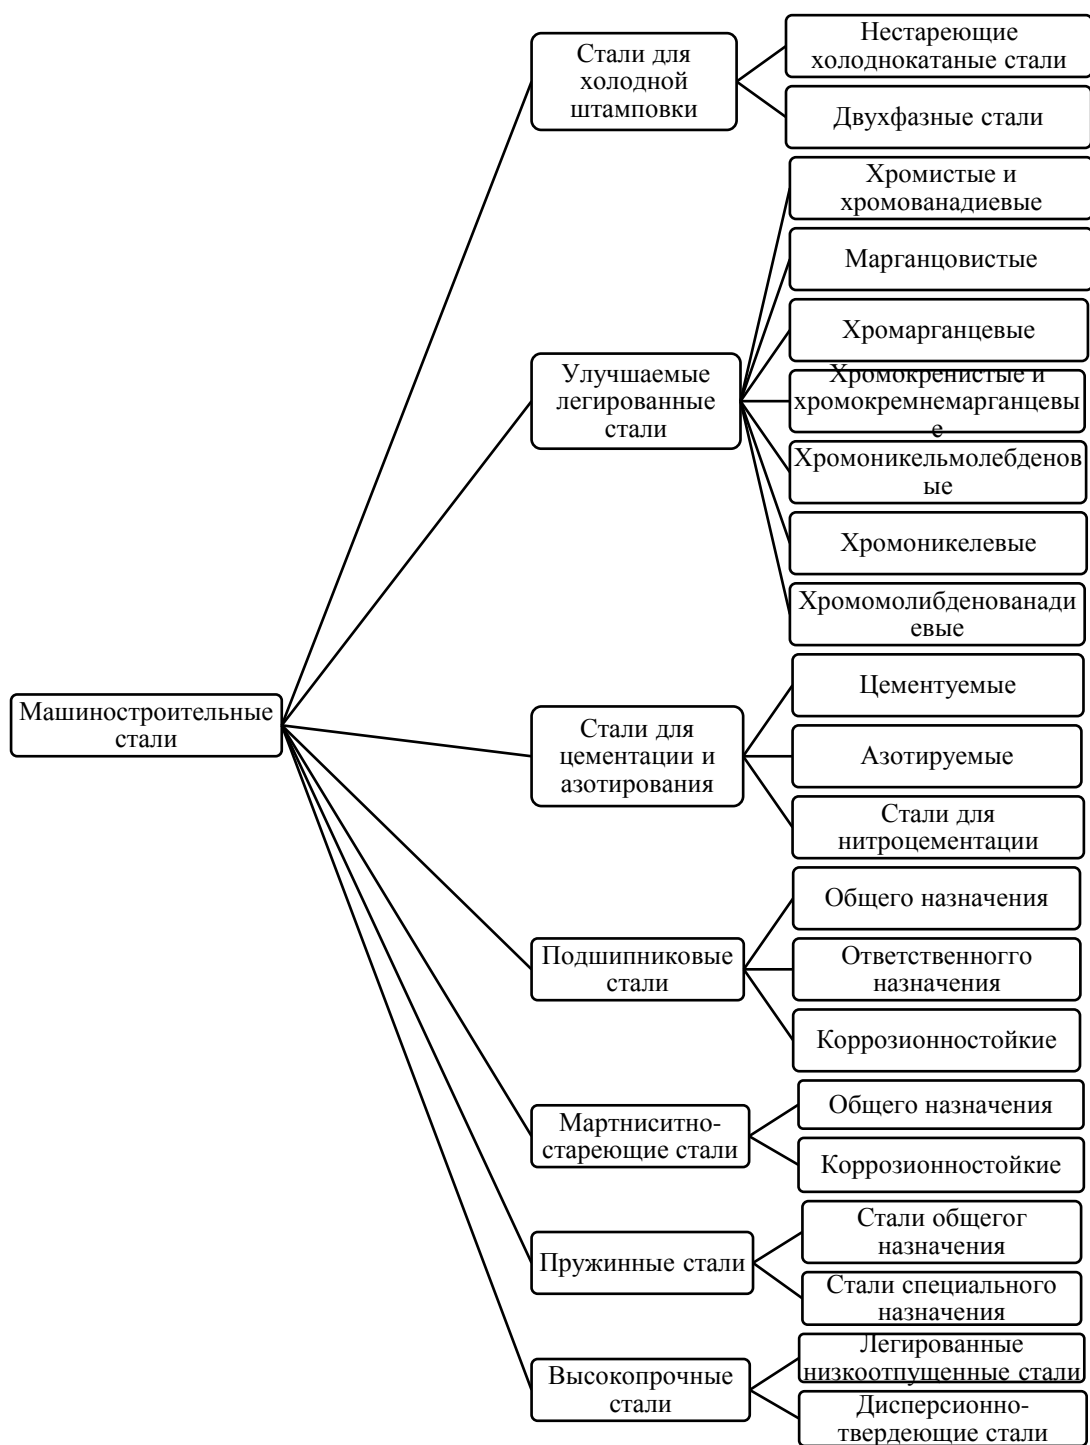 Машиностроительные
стали
Стали для
холодной
штамповки
Нестареющие
холоднокатаные стали
Двухфазные стали
Улучшаемые
легированные
стали
Хромистые и
хромованадиевые
Марганцовистые
Хромарганцевые
Хромокренистые и
хромокремнемарганцевы
е
Хромоникельмолебденов
ые
Хромоникелевые
Хромомолибденованади
евые
Стали для
цементации и
азотирования
Цементуемые
Азотируемые
Стали для
нитроцементации
Подшипниковые
стали
Общего назначения
Ответственногго
назначения
Коррозионностойкие
Мартниситно-
стареющие стали
Общего назначения
Коррозионностойкие
Пружинные стали
Стали общегог
назначения
Стали специального
назначения
Высокопрочные
стали
Легированные
низкоотпущенные стали
Дисперсионно-
твердеющие стали